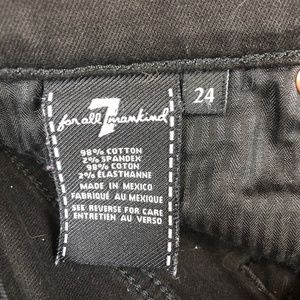 7
for all mankind
24
98% COTTON
2% SPANDEX
98% COTON
2% ÉLASTHANNE
MADE IN MEXICO
FABRIQUÉ AU MEXIQUE
SEE REVERSE FOR CARE
ENTRETIEN AU VERSO